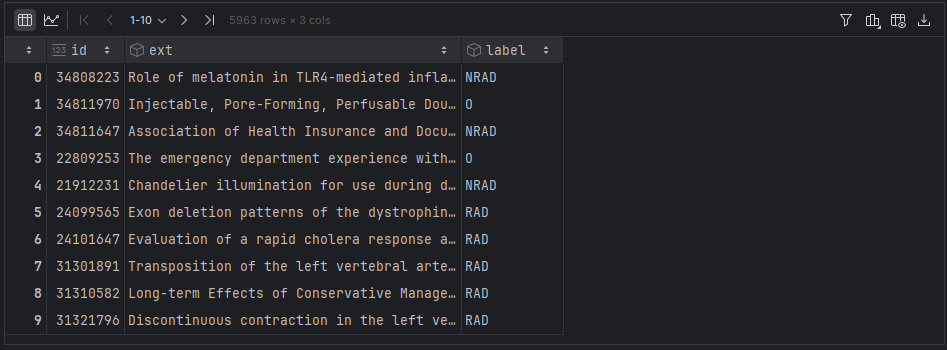 1-10 5963 rows × 3 cols
123 id ext label
0 34808223 Role of melatonin in TLR4-mediated infla… NRAD
1 34811970 Injectable, Pore-Forming, Perfusable Dou… O
2 34811647 Association of Health Insurance and Docu… NRAD
3 22809253 The emergency department experience with… O
4 21912231 Chandelier illumination for use during d… NRAD
5 24099565 Exon deletion patterns of the dystrophin… RAD
6 24101647 Evaluation of a rapid cholera response a… RAD
7 31301891 Transposition of the left vertebral arte… RAD
8 31310582 Long-term Effects of Conservative Manage… RAD
9 31321796 Discontinuous contraction in the left ve… RAD